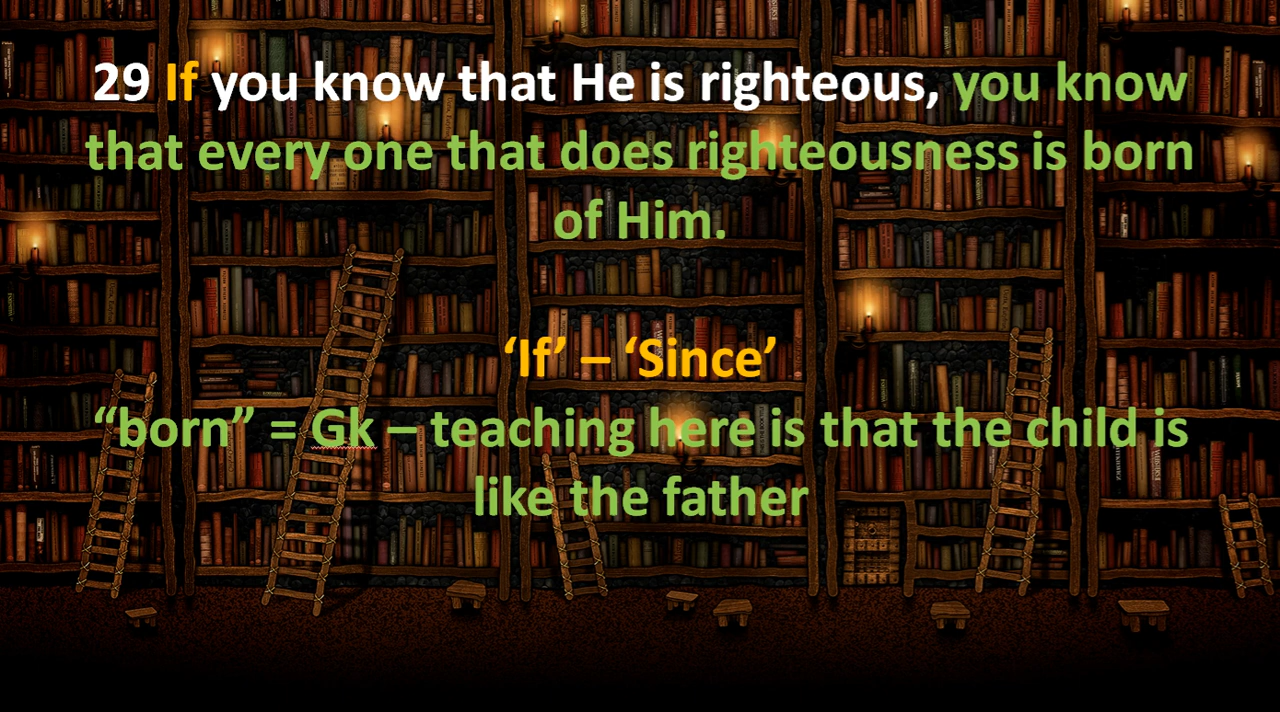 29 If you know that He is righteous, you know
that every one that does righteousness is born
of Him.
‘If’ – ‘Since’
“born” = Gk – teaching here is that the child is
like the father